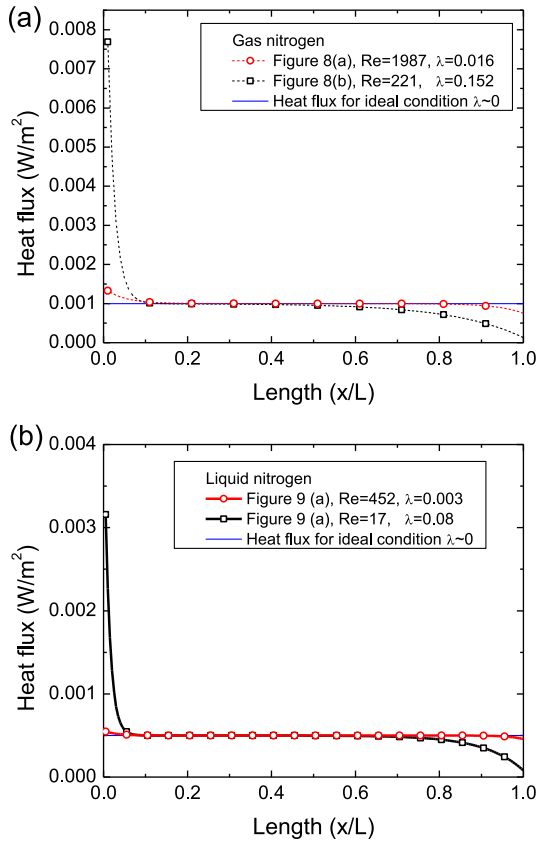 (a)
0.008
0.007
0.006
0.005
0.004
0.003
0.002
0.001
0.000
Heat flux (W/m²)
Gas nitrogen
Figure 8(a), Re=1987, λ=0.016
Figure 8(b), Re=221, λ=0.152
Heat flux for ideal condition λ~0
0.0 0.2 0.4 0.6 0.8 1.0
Length (x/L)
(b)
0.004
0.003
0.002
0.001
0.000
Heat flux (W/m²)
Liquid nitrogen
Figure 9 (a), Re=452, λ=0.003
Figure 9 (a), Re=17, λ=0.08
Heat flux for ideal condition λ~0
0.0 0.2 0.4 0.6 0.8 1.0
Length (x/L)